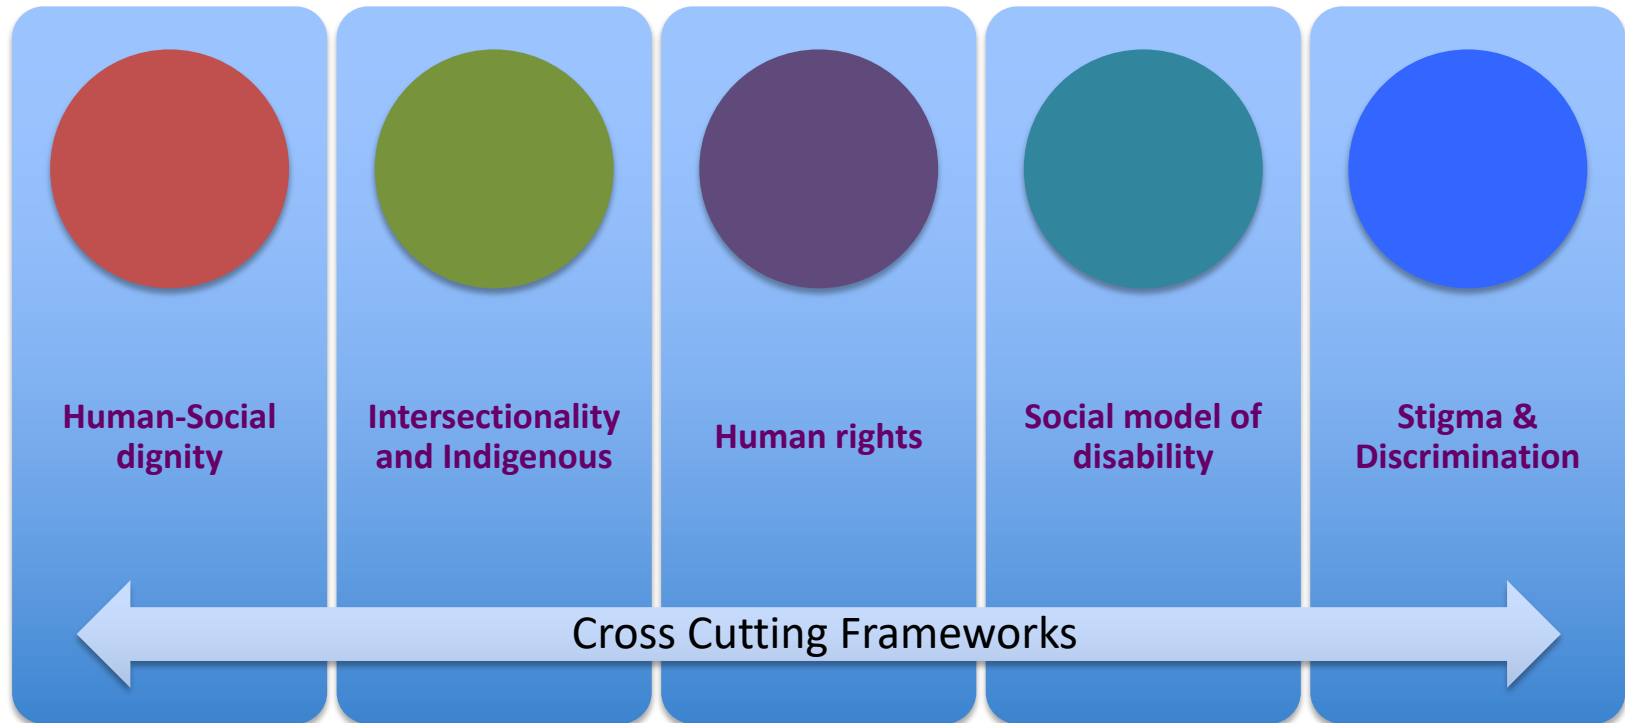 Human-Social
dignity
Intersectionality
and Indigenous
Human rights
Social model of
disability
Stigma &
Discrimination
Cross Cutting Frameworks